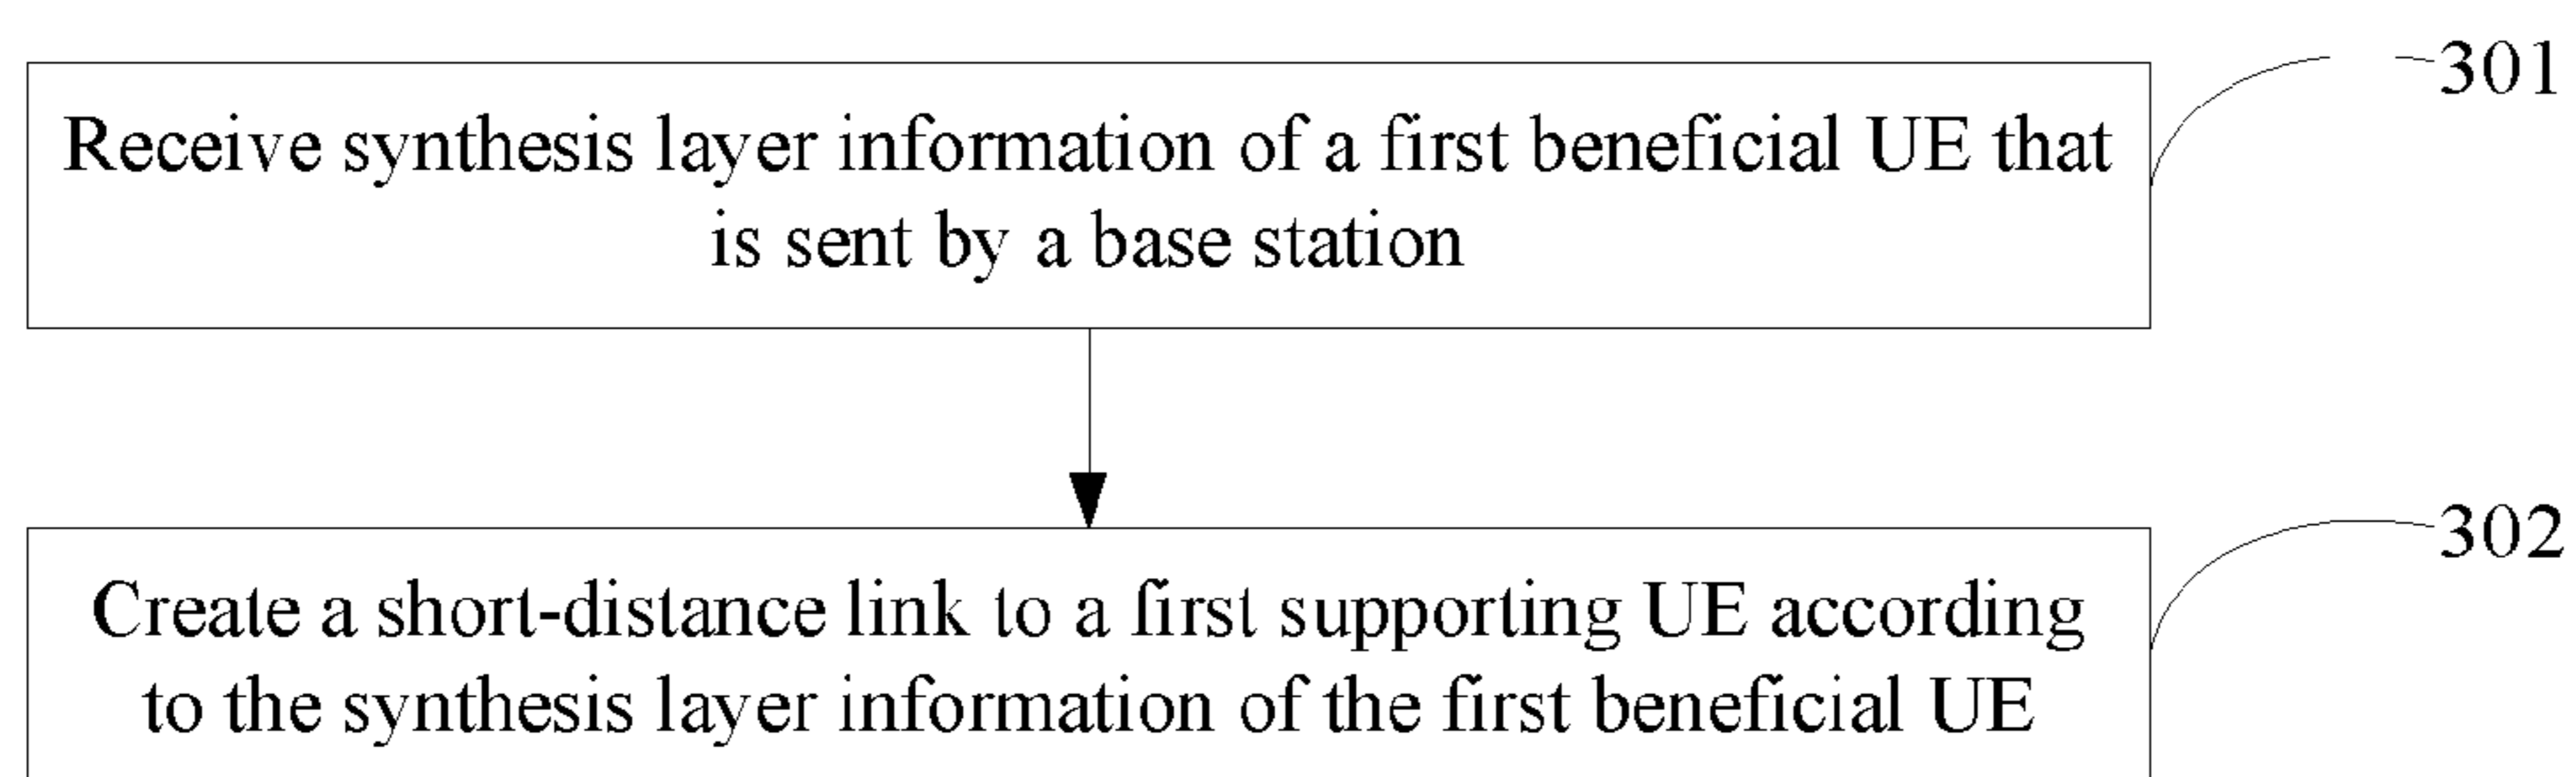 301
Receive synthesis layer information of a first beneficial UE that
is sent by a base station
302
Create a short-distance link to a first supporting UE according
to the synthesis layer information of the first beneficial UE